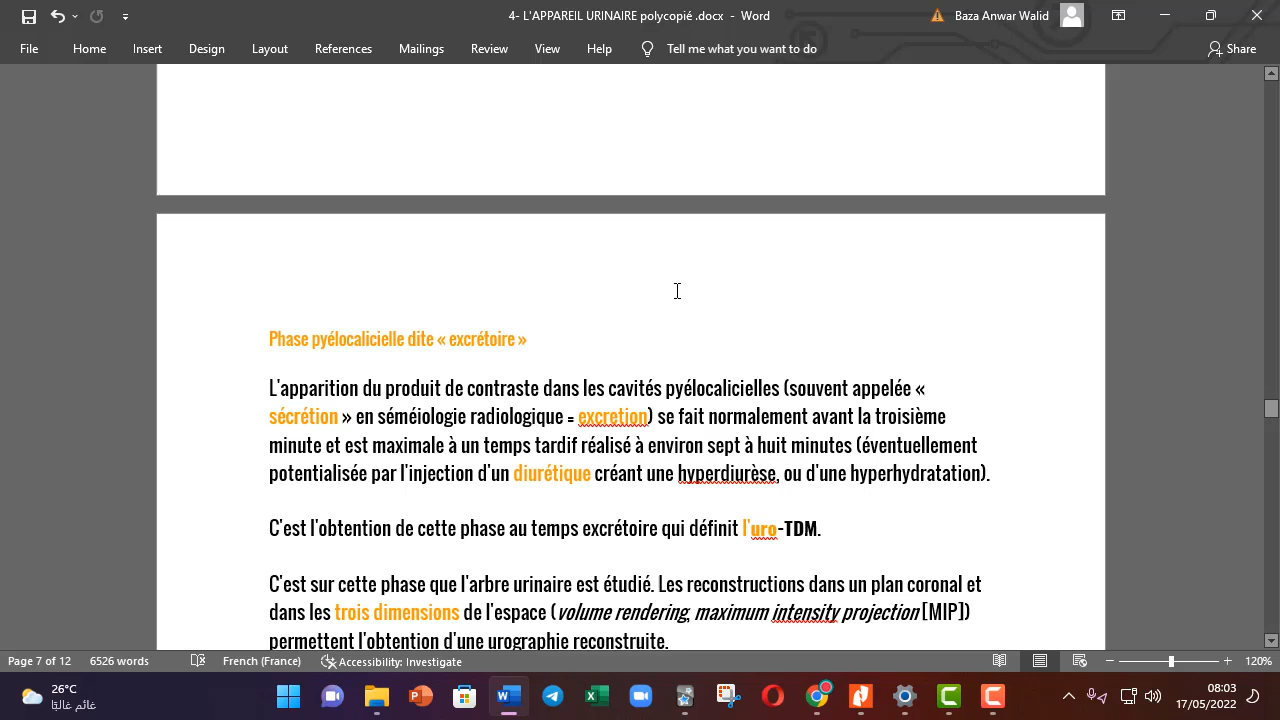 4- L'APPAREIL URINAIRE polycopié .docx - Word
Baza Anwar Walid
File Home Insert Design Layout References Mailings Review View Help Tell me what you want to do Share
Phase pyélocalicielle dite « excrétoire »
L'apparition du produit de contraste dans les cavités pyélocalicielles (souvent appelée «
sécrétion » en séméiologie radiologique = excretion) se fait normalement avant la troisième
minute et est maximale à un temps tardif réalisé à environ sept à huit minutes (éventuellement
potentialisée par l'injection d'un diurétique créant une hyperdiurèse, ou d'une hyperhydratation).
C'est l'obtention de cette phase au temps excrétoire qui définit l'uro-TDM.
C'est sur cette phase que l'arbre urinaire est étudié. Les reconstructions dans un plan coronal et
dans les trois dimensions de l'espace (volume rendering, maximum intensity projection [MIP])
permettent l'obtention d'une urographie reconstruite.
Page 7 of 12 6526 words French (France) Accessibility: Investigate 120%
26°C
غائم غالبًا
08:03
17/05/2022